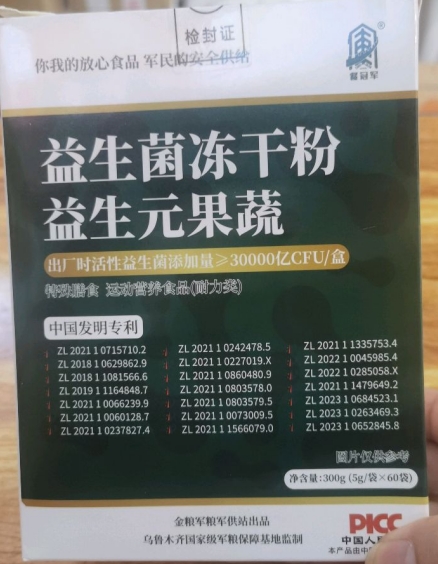 检封证
你我的放心食品 军民的安全供给
益生菌冻干粉
益生元果蔬
出厂时活性益生菌添加量≥30000亿CFU/盒
特殊膳食 运动营养食品(耐力类)
中国发明专利
ZL 2021 1 0715710.2
ZL 2018 1 0629862.9
ZL 2018 1 1081566.6
ZL 2019 1 1164848.7
ZL 2021 1 0066239.9
ZL 2021 1 0060128.7
ZL 2021 1 0237827.4
ZL 2021 1 0242478.5
ZL 2021 1 0227019.X
ZL 2021 1 0860480.9
ZL 2021 1 0803578.0
ZL 2021 1 0803579.5
ZL 2021 1 0073009.5
ZL 2021 1 1566079.0
ZL 2021 1 1335753.4
ZL 2022 1 0045985.4
ZL 2022 1 0285058.X
ZL 2021 1 1479649.2
ZL 2023 1 0684523.1
ZL 2023 1 0263469.3
ZL 2021 1 0652845.8
图片仅供参考
净含量:300g (5g/袋×60袋)
金粮军粮军供站出品
乌鲁木齐国家级军粮保障基地监制
PICC
中国人民
本产品由中